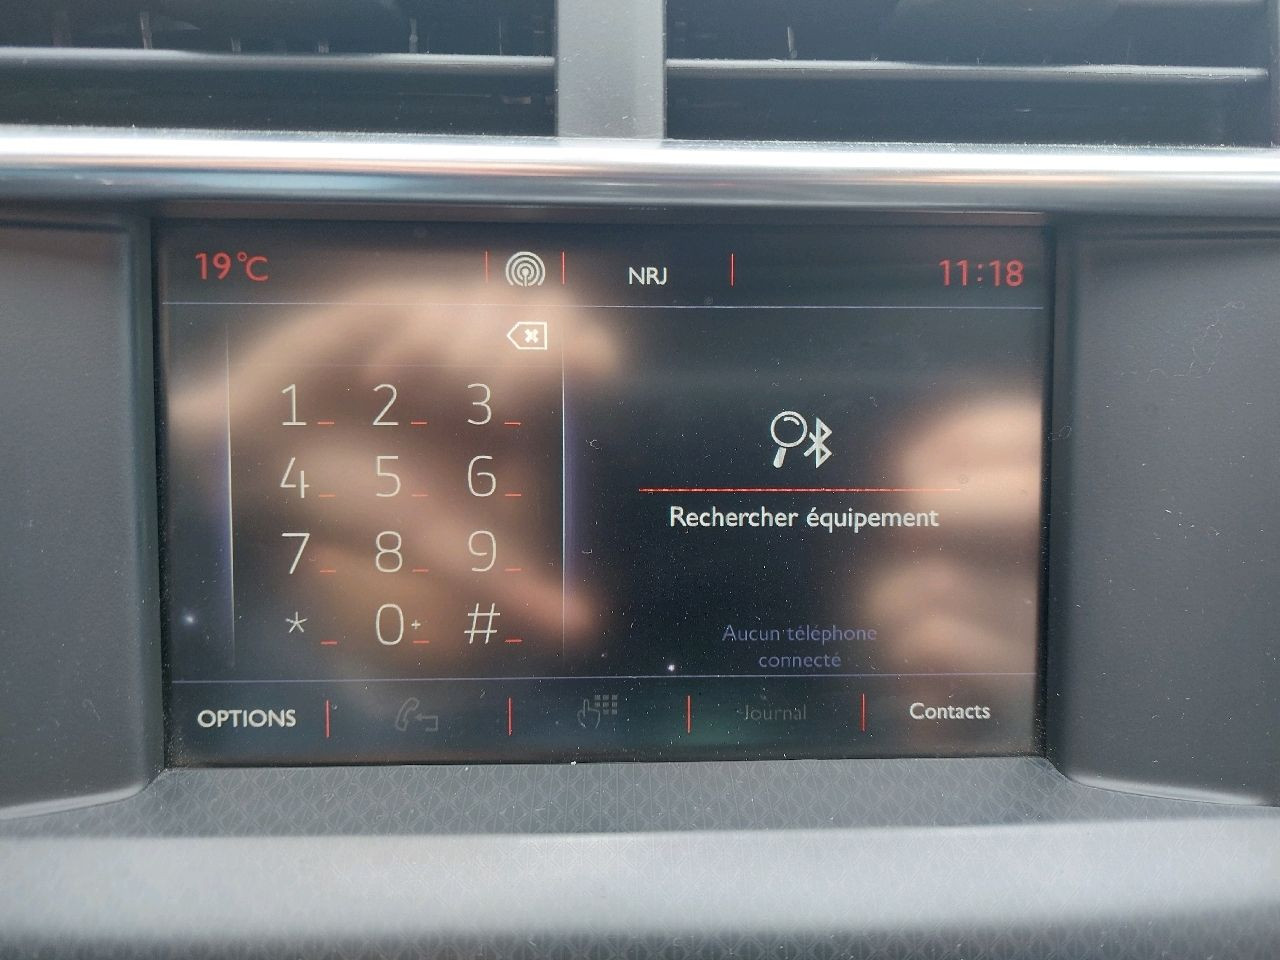 19°C
NRJ
11:18
1 2 3
4 5 6
7 8 9
* 0+ #
Rechercher équipement
Aucun téléphone
connecté
OPTIONS
Journal
Contacts